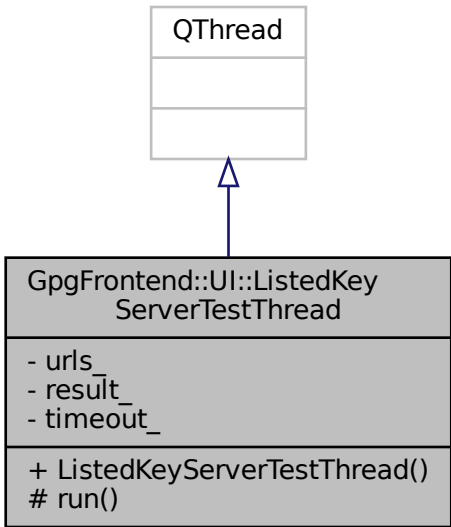 QThread
GpgFrontend::UI::ListedKey
ServerTestThread
- urls_
- result_
- timeout_
+ ListedKeyServerTestThread()
# run()